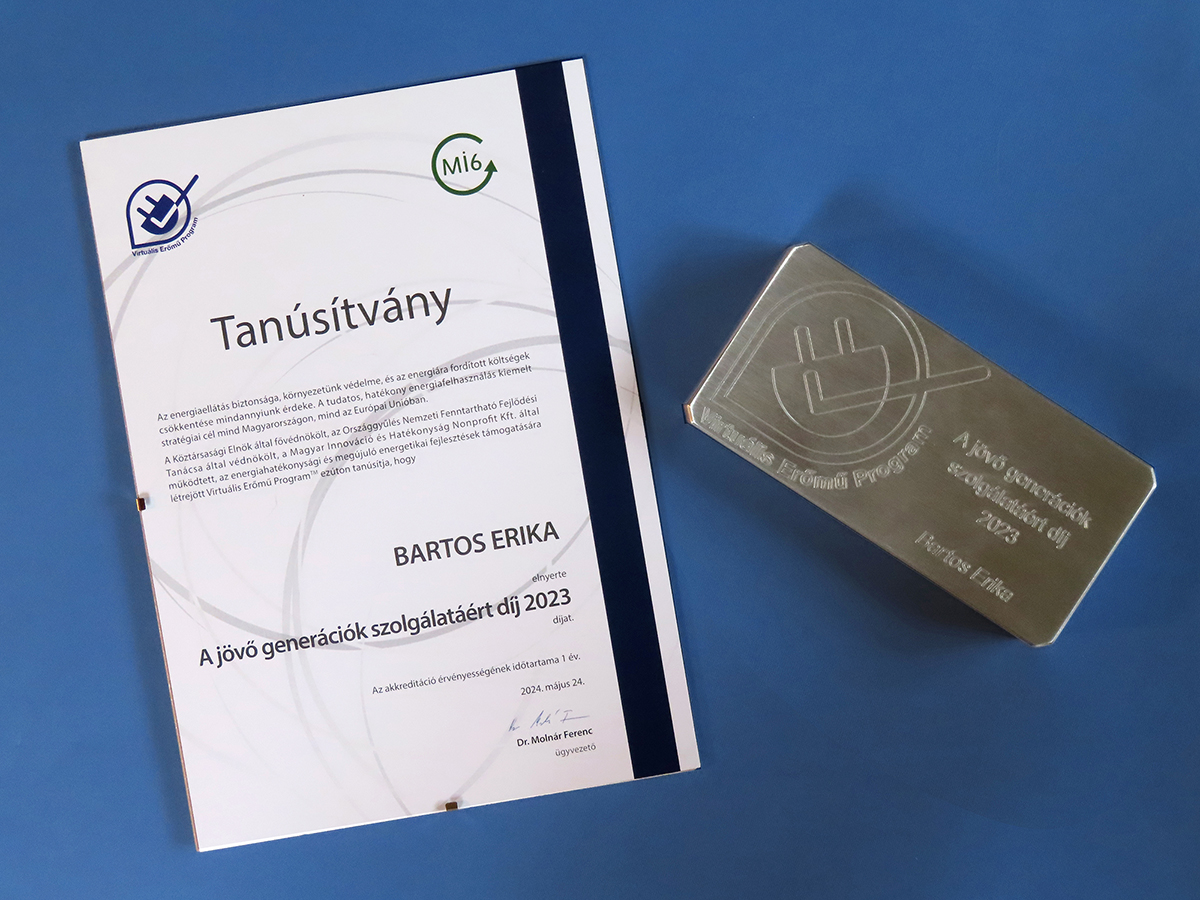 Virtuális Erőmű Program
Mi6
Tanúsítvány
Az energiaellátás biztonsága, környezetünk védelme, és az energiára fordított költségek
csökkentése mindannyiunk érdeke. A tudatos, hatékony energiafelhasználás kiemelt
stratégiai cél mind Magyarországon, mind az Európai Unióban.
A Köztársasági Elnök által fővédnökölt, az Országgyűlés Nemzeti Fenntartható Fejlődési
Tanácsa által védnökölt, a Magyar Innováció és Hatékonyság Nonprofit Kft. által
működtett, az energiahatékonysági és megújuló energetikai fejlesztések támogatására
létrejött Virtuális Erőmű Program™ ezúton tanúsítja, hogy
BARTOS ERIKA
elnyerte
A jövő generációk szolgálatáért díj 2023
díjat.
Az akkreditáció érvényességének időtartama 1 év.
2024. május 24.
Dr. Molnár Ferenc
ügyvezető
Virtuális Erőmű Program
A jövő generációk
szolgálatáért díj
2023
Bartos Erika